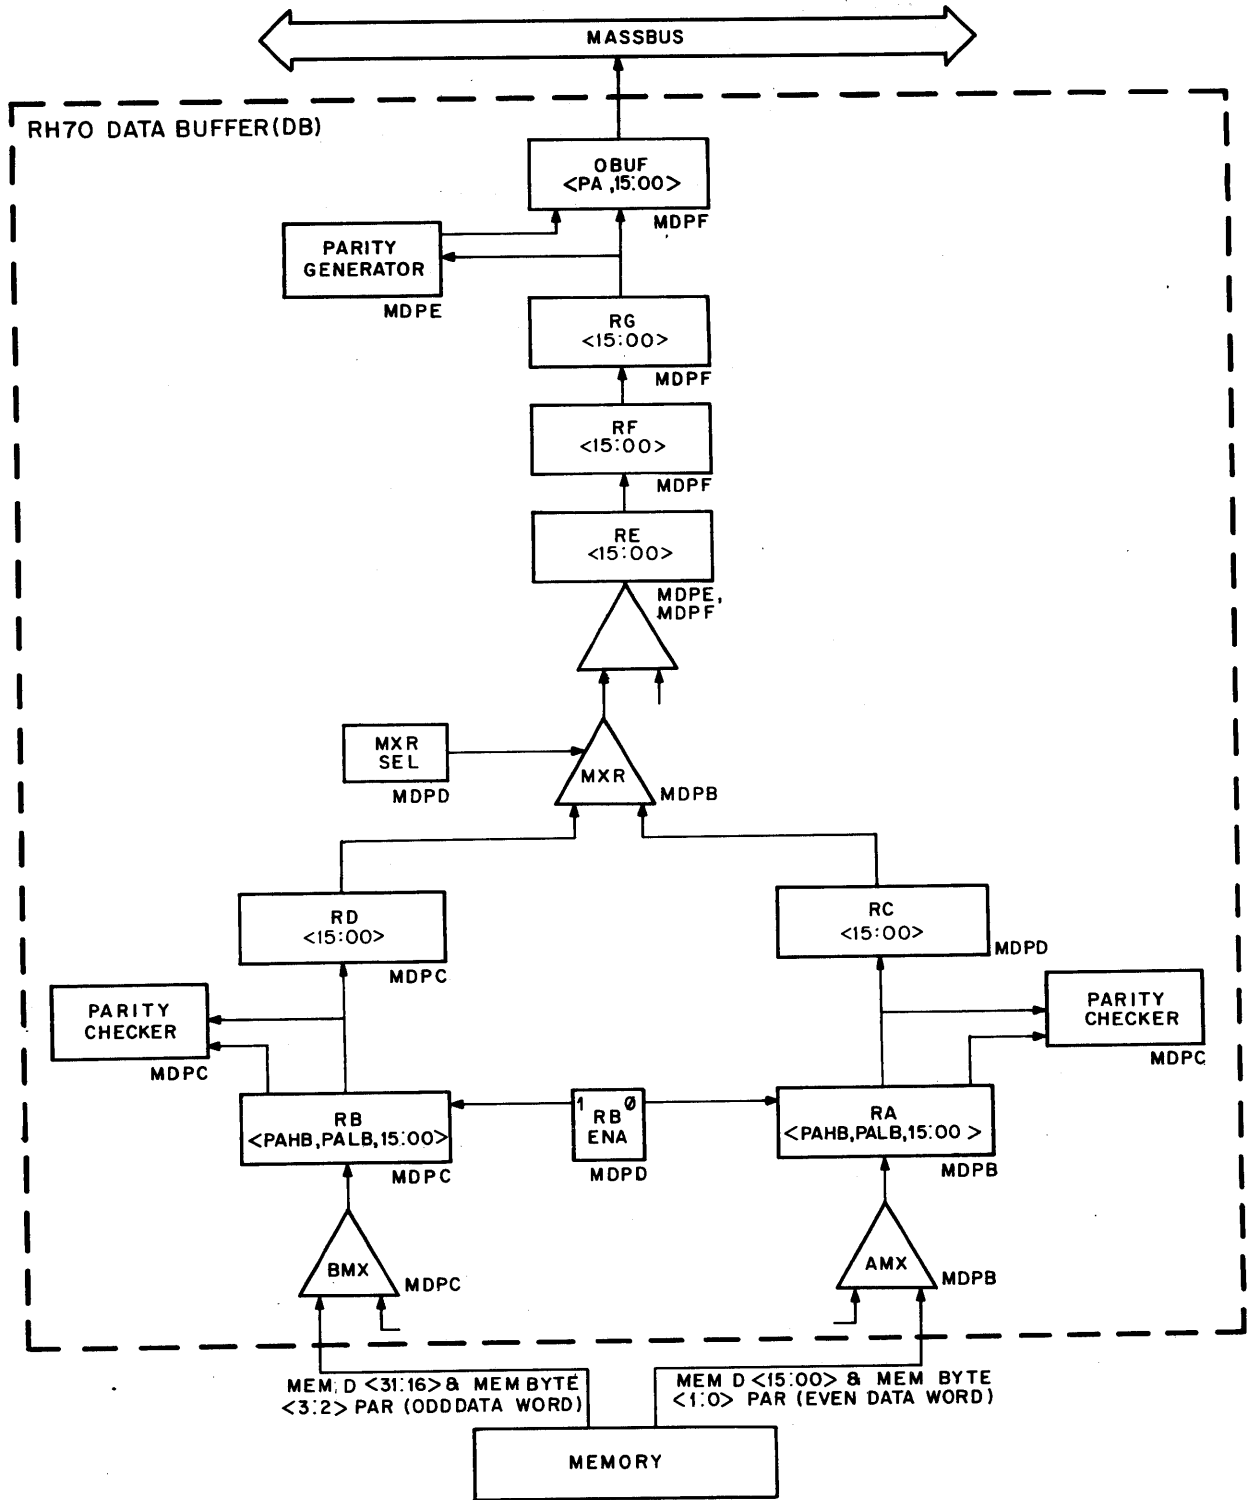 MASSBUS
RH70 DATA BUFFER(DB)
OBUF
<PA,15:00>
MDPF
PARITY
GENERATOR
MDPE
RG
<15:00>
MDPF
RF
<15:00>
MDPF
RE
<15:00>
MDPE,
MDPF
MXR
SEL
MDPD
MXR
MDPB
RD
<15:00>
MDPC
RC
<15:00>
MDPD
PARITY
CHECKER
MDPC
PARITY
CHECKER
MDPC
RB
<PAHB,PALB,15:00>
MDPC
1 0
RB
ENA
MDPD
RA
<PAHB,PALB,15:00>
MDPB
BMX
MDPC
AMX
MDPB
MEM D <31:16> & MEM BYTE
<3:2> PAR (ODD DATA WORD)
MEM D <15:00> & MEM BYTE
<1:0> PAR (EVEN DATA WORD)
MEMORY